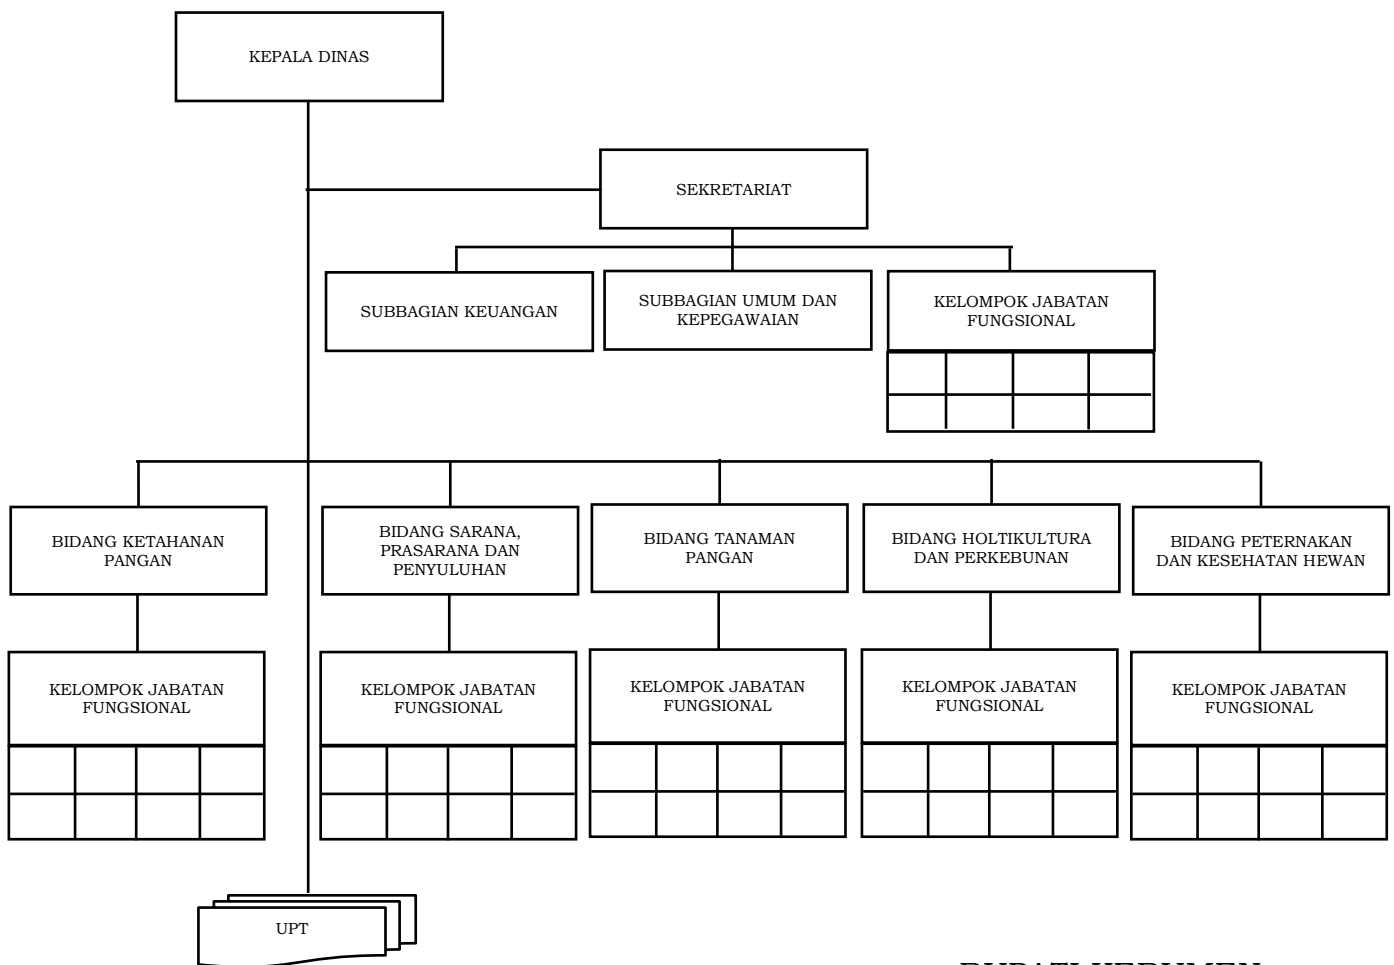 KEPALA DINAS
SEKRETARIAT
SUBBAGIAN KEUANGAN
SUBBAGIAN UMUM DAN
KEPEGAWAIAN
KELOMPOK JABATAN
FUNGSIONAL
BIDANG KETAHANAN
PANGAN
BIDANG SARANA,
PRASARANA DAN
PENYULUHAN
BIDANG TANAMAN
PANGAN
BIDANG HOLTIKULTURA
DAN PERKEBUNAN
BIDANG PETERNAKAN
DAN KESEHATAN HEWAN
KELOMPOK JABATAN
FUNGSIONAL
KELOMPOK JABATAN
FUNGSIONAL
KELOMPOK JABATAN
FUNGSIONAL
KELOMPOK JABATAN
FUNGSIONAL
KELOMPOK JABATAN
FUNGSIONAL
UPT
BUPATI KEBUMEN